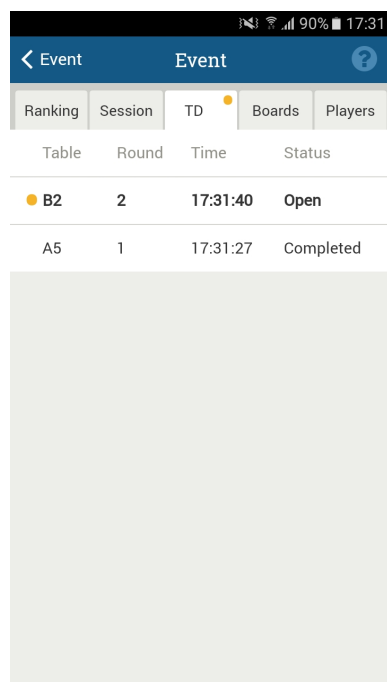 90% 17:31
Event Event ?
Ranking Session TD Boards Players
Table Round Time Status
B2 2 17:31:40 Open
A5 1 17:31:27 Completed